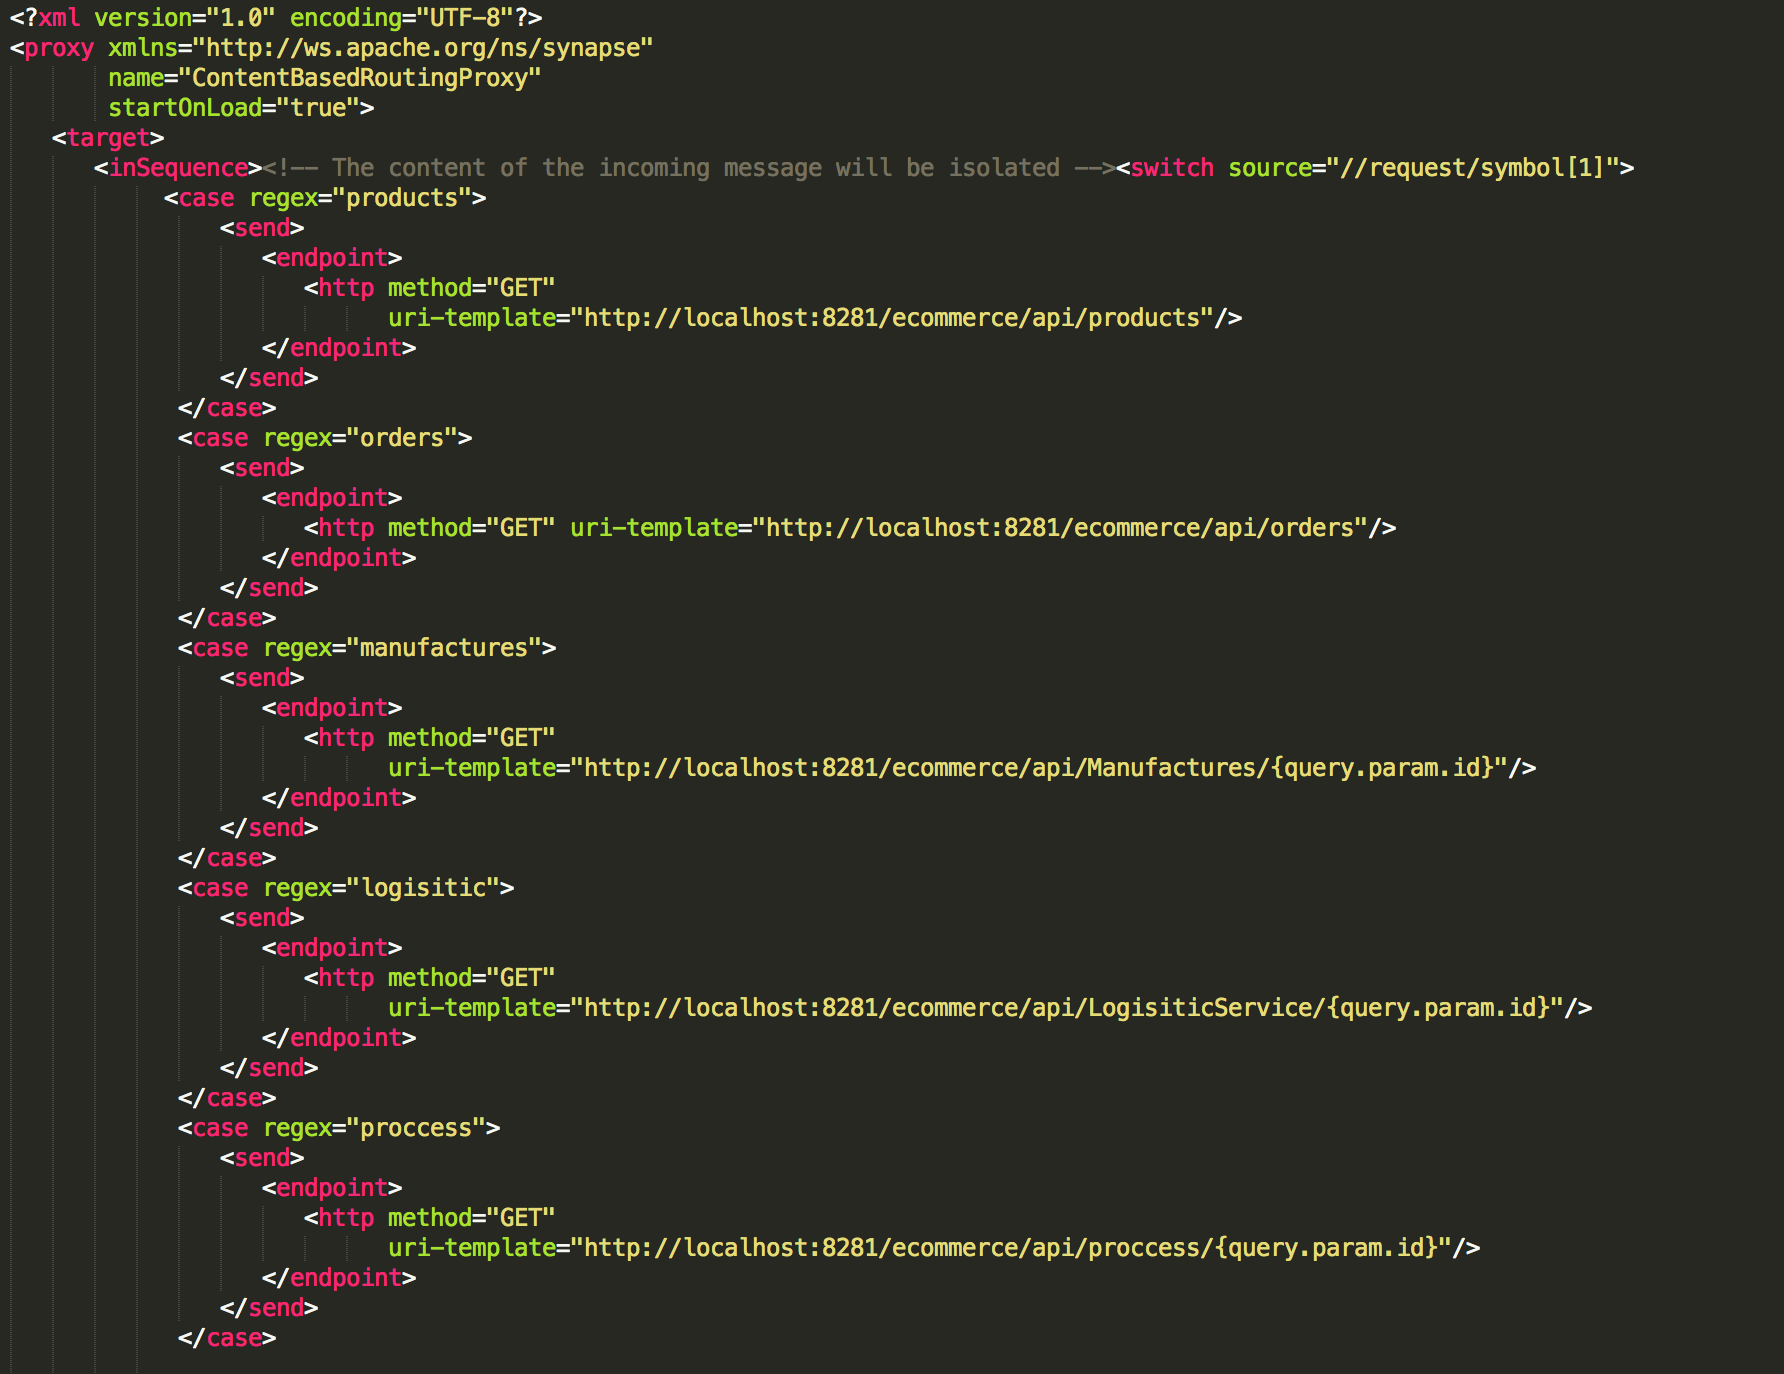 <?xml version="1.0" encoding="UTF-8"?>
<proxy xmlns="http://ws.apache.org/ns/synapse"
name="ContentBasedRoutingProxy"
startOnLoad="true">
<target>
<inSequence><!-- The content of the incoming message will be isolated --><switch source="//request/symbol[1]">
<case regex="products">
<send>
<endpoint>
<http method="GET"
uri-template="http://localhost:8281/ecommerce/api/products"/>
</endpoint>
</send>
</case>
<case regex="orders">
<send>
<endpoint>
<http method="GET" uri-template="http://localhost:8281/ecommerce/api/orders"/>
</endpoint>
</send>
</case>
<case regex="manufactures">
<send>
<endpoint>
<http method="GET"
uri-template="http://localhost:8281/ecommerce/api/Manufactures/{query.param.id}"/>
</endpoint>
</send>
</case>
<case regex="logisitic">
<send>
<endpoint>
<http method="GET"
uri-template="http://localhost:8281/ecommerce/api/LogisiticService/{query.param.id}"/>
</endpoint>
</send>
</case>
<case regex="proccess">
<send>
<endpoint>
<http method="GET"
uri-template="http://localhost:8281/ecommerce/api/proccess/{query.param.id}"/>
</endpoint>
</send>
</case>